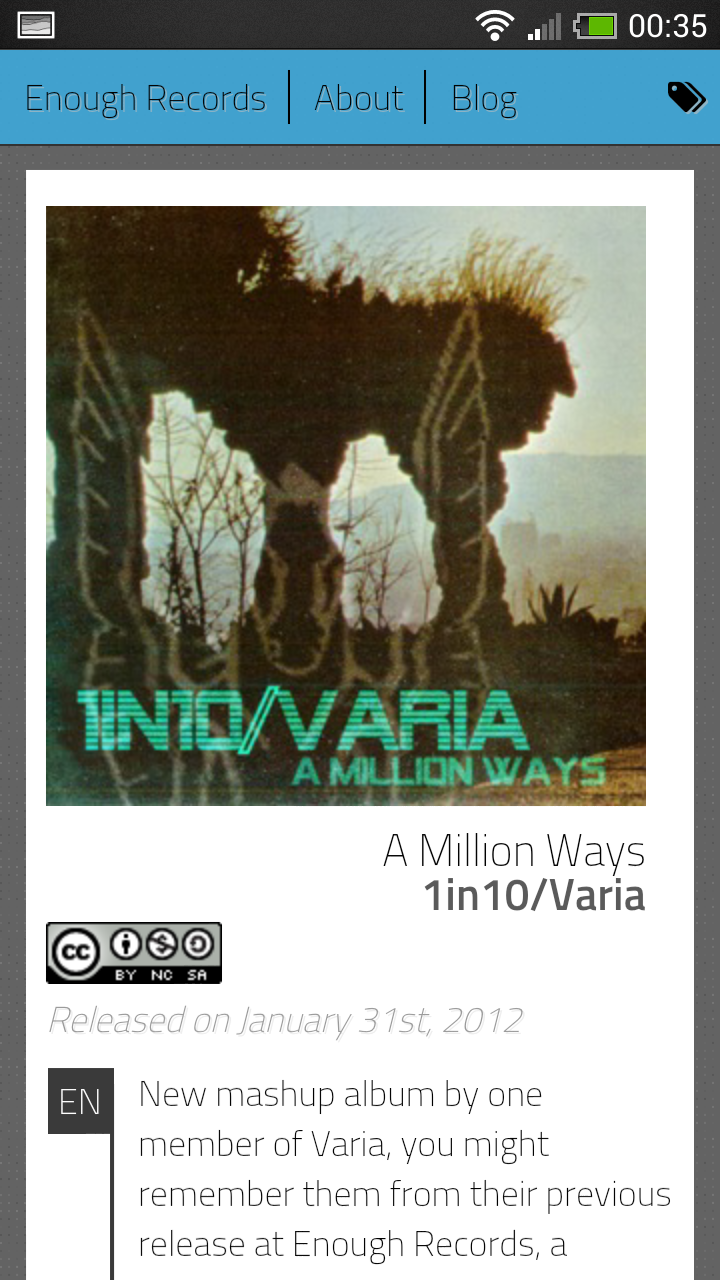 00:35
Enough Records About Blog
1IN10/VARIA
A MILLION WAYS
A Million Ways
1in10/Varia
cc
BY NC SA
Released on January 31st, 2012
EN
New mashup album by one
member of Varia, you might
remember them from their previous
release at Enough Records, a